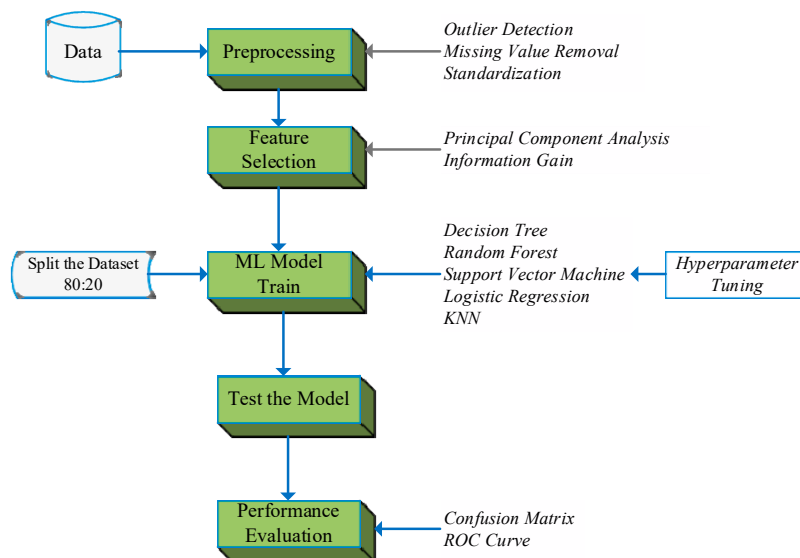 Data
Preprocessing
Outlier Detection
Missing Value Removal
Standardization
Feature
Selection
Principal Component Analysis
Information Gain
Split the Dataset
80:20
ML Model
Train
Decision Tree
Random Forest
Support Vector Machine
Logistic Regression
KNN
Hyperparameter
Tuning
Test the Model
Performance
Evaluation
Confusion Matrix
ROC Curve